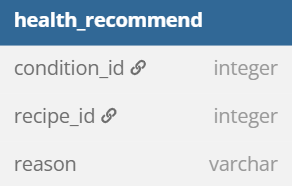 health_recommend
condition_id integer
recipe_id integer
reason varchar